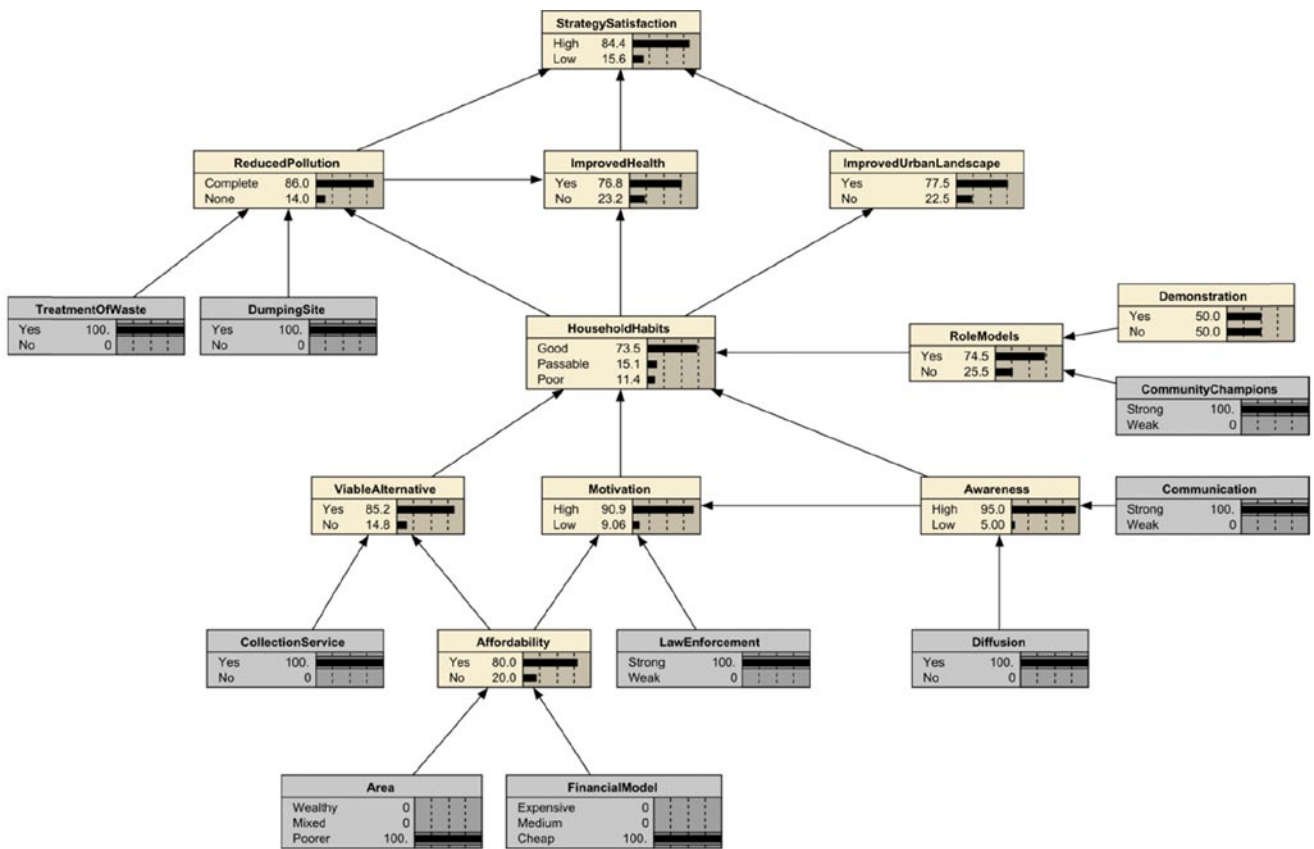 StrategySatisfaction
High 84.4
Low 15.6
ReducedPollution
Complete 86.0
None 14.0
ImprovedHealth
Yes 76.8
No 23.2
ImprovedUrbanLandscape
Yes 77.5
No 22.5
TreatmentOfWaste
Yes 100.
No 0
DumpingSite
Yes 100.
No 0
HouseholdHabits
Good 73.5
Passable 15.1
Poor 11.4
RoleModels
Yes 74.5
No 25.5
Demonstration
Yes 50.0
No 50.0
CommunityChampions
Strong 100.
Weak 0
ViableAlternative
Yes 85.2
No 14.8
Motivation
High 90.9
Low 9.06
Awareness
High 95.0
Low 5.00
Communication
Strong 100.
Weak 0
CollectionService
Yes 100.
No 0
Affordability
Yes 80.0
No 20.0
LawEnforcement
Strong 100.
Weak 0
Diffusion
Yes 100.
No 0
Area
Wealthy 0
Mixed 0
Poorer 100.
FinancialModel
Expensive 0
Medium 0
Cheap 100.